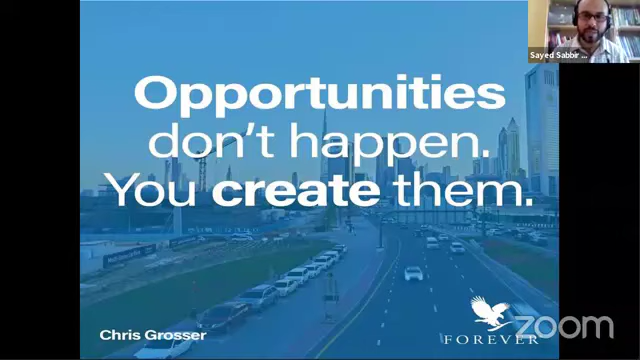 Sayed Sabbir ...
Opportunities
don't happen.
You create them.
Chris Grosser
FOREVER
zoom